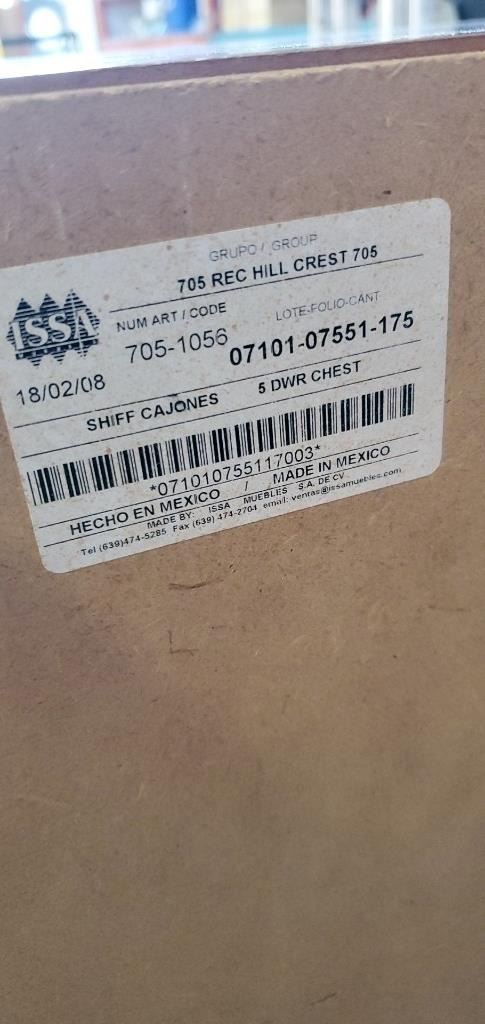 GRUPO / GROUP
705 REC HILL CREST 705
ISSA
NUM ART / CODE
LOTE-FOLIO-CANT
705-1056
07101-07551-175
18/02/08
SHIFF CAJONES 5 DWR CHEST
*071010755117003*
HECHO EN MEXICO / MADE IN MEXICO
MADE BY: ISSA MUEBLES S.A. DE CV
Tel (639)474-5285 Fax (639) 474-2704 email: ventas@issamuebles.com